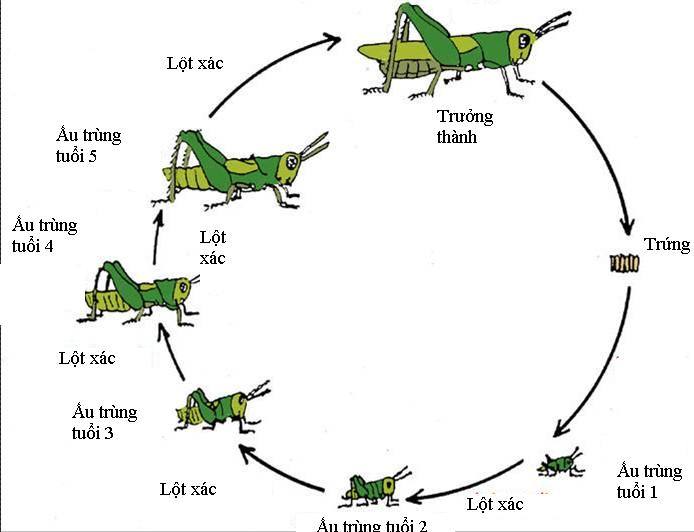 Lột xác
Trưởng
thành
Ấu trùng
tuổi 5
Trứng
Ấu trùng
tuổi 4
Lột
xác
Lột xác
Ấu trùng
tuổi 3
Lột xác
Lột xác
Ấu trùng
tuổi 1
Ấu trùng tuổi 2